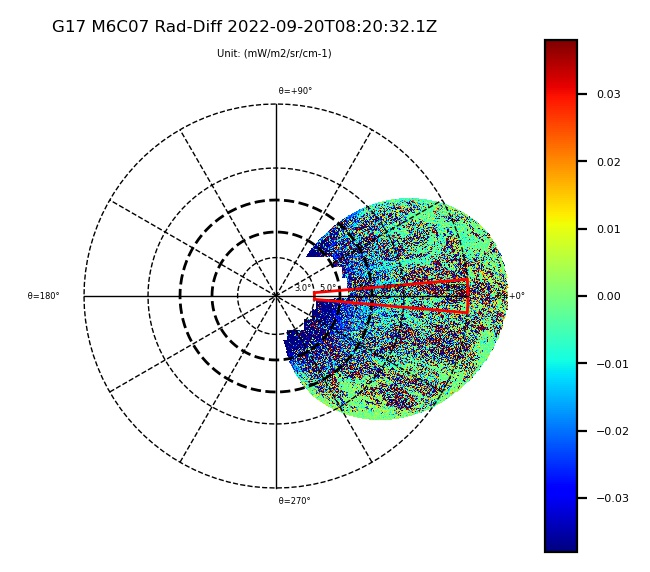 G17 M6C07 Rad-Diff 2022-09-20T08:20:32.1Z
Unit: (mW/m2/sr/cm-1)
θ=+90°
0.03
0.02
0.01
3.0°
5.0°
θ=180°
+0°
0.00
−0.01
−0.02
−0.03
θ=270°